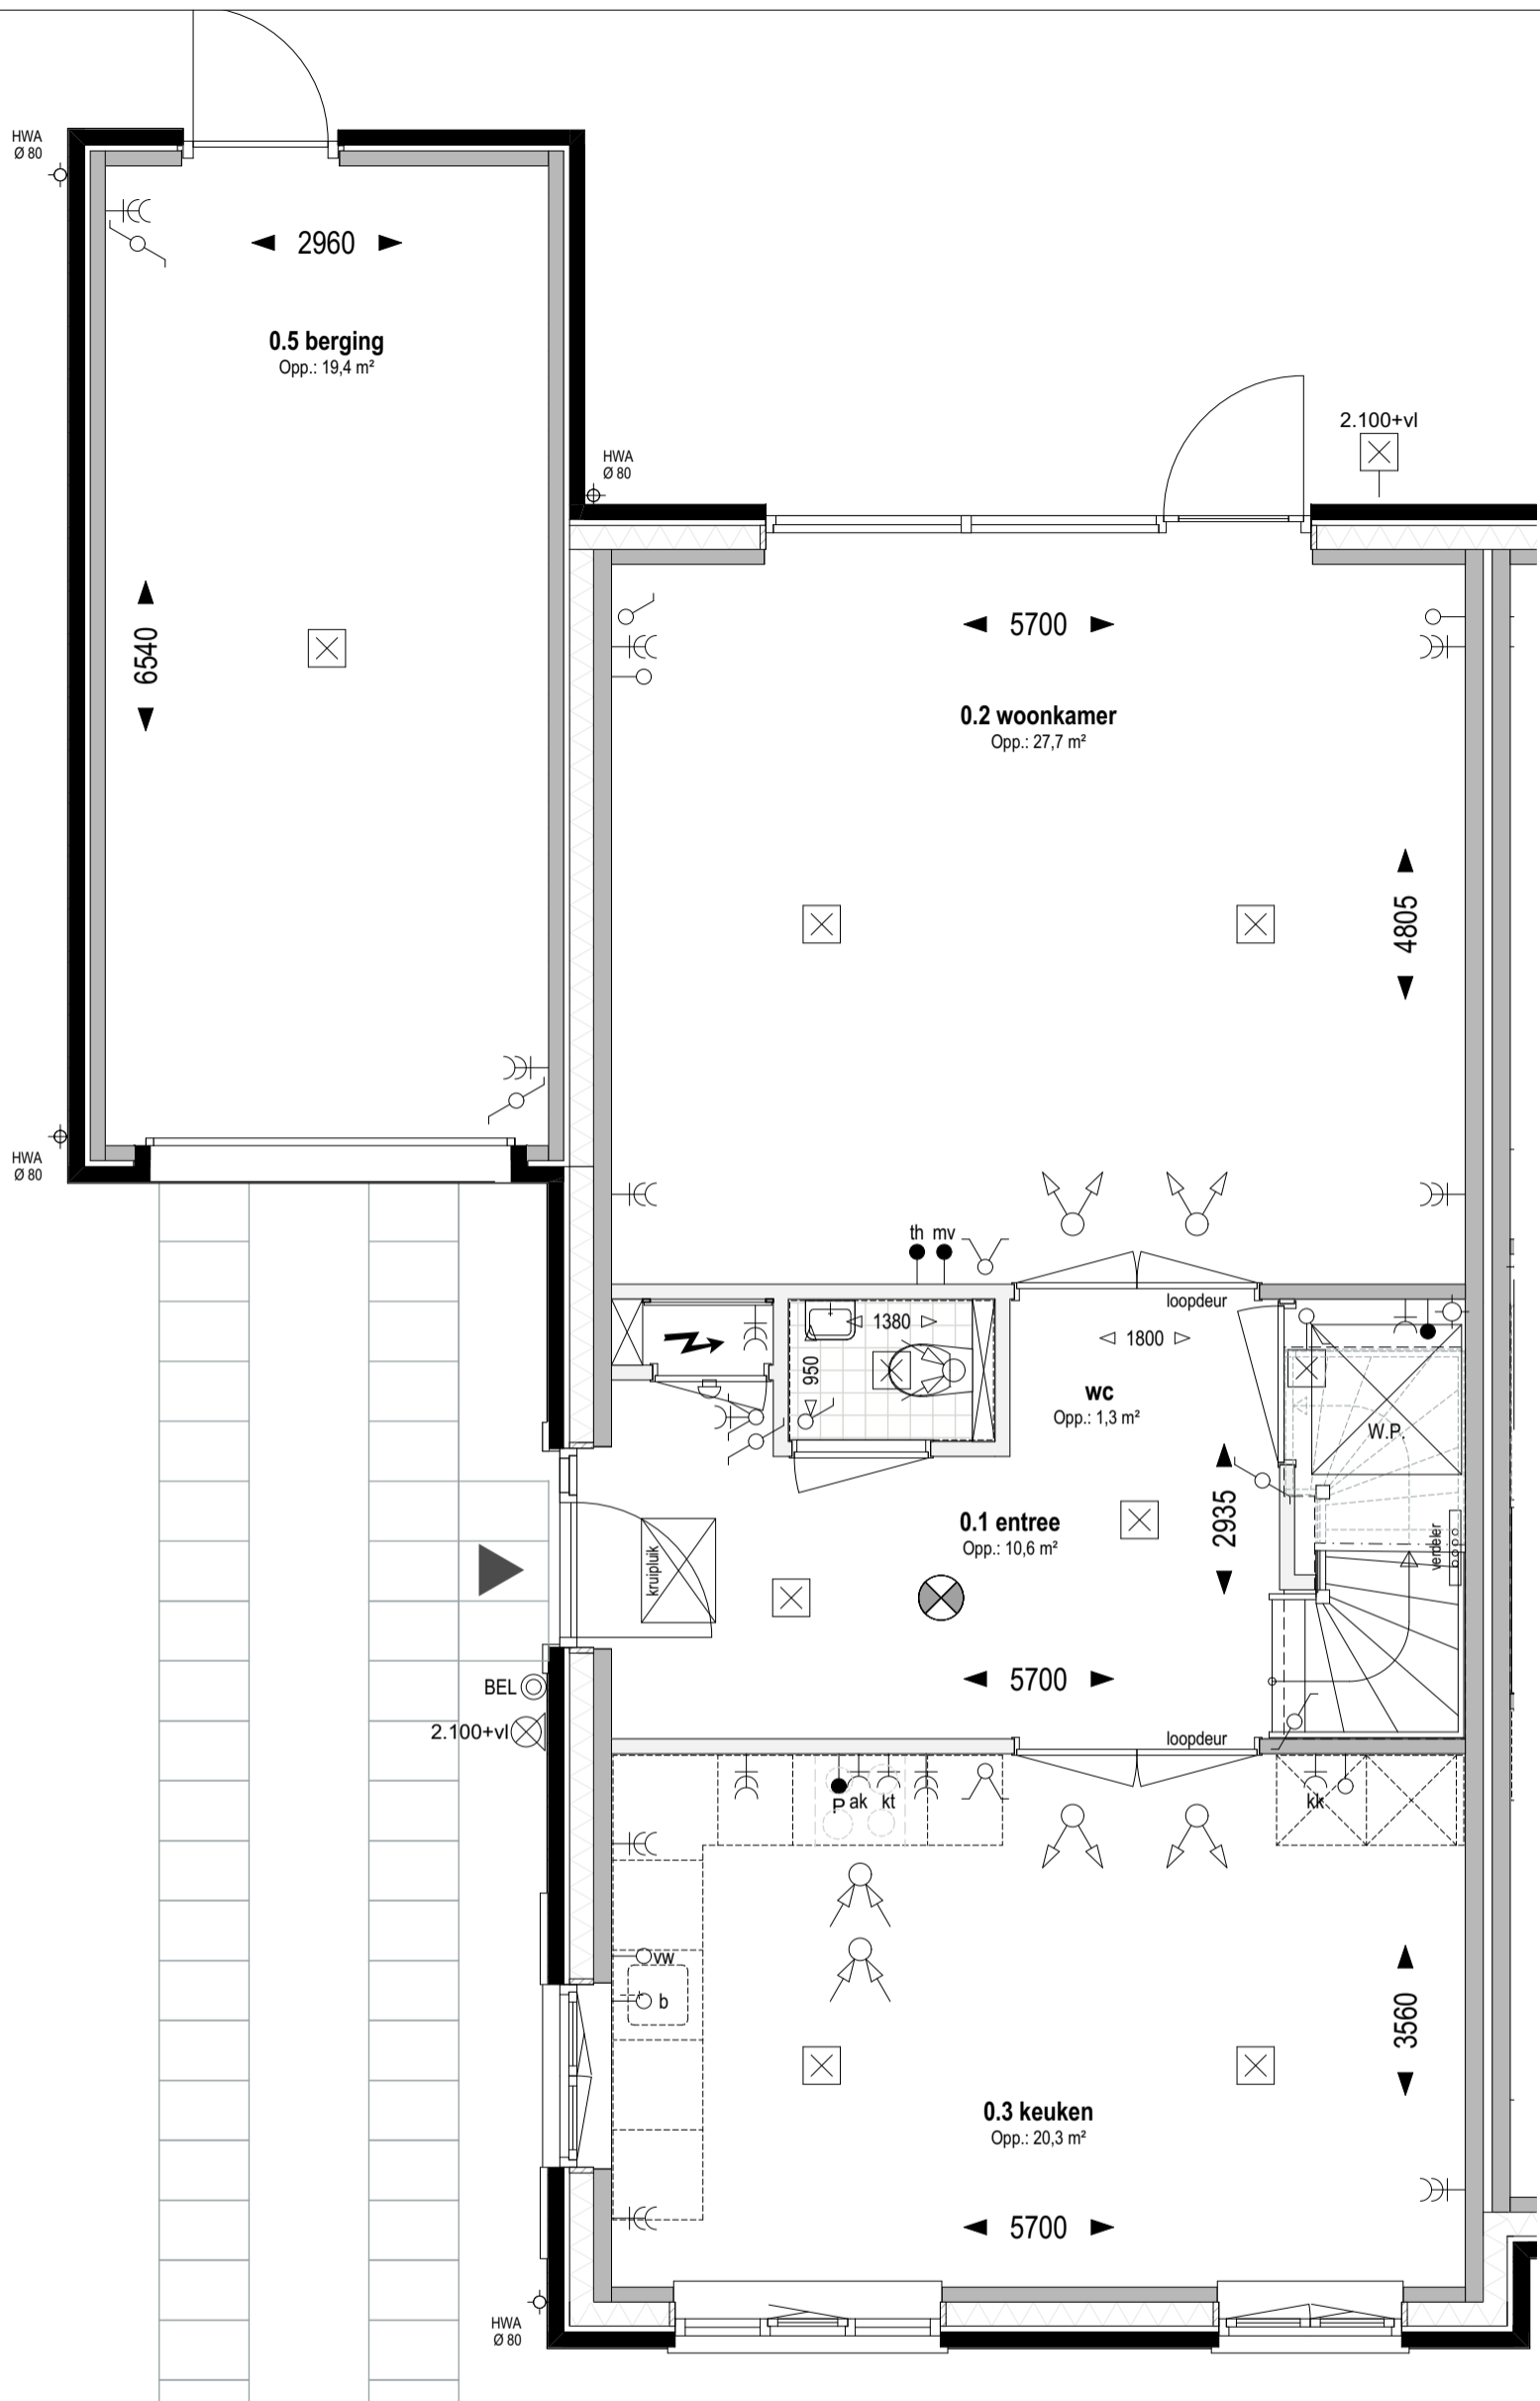 HWA
Ø 80
2960
0.5 berging
Opp.: 19,4 m²
2.100+vl
HWA
Ø 80
6540
5700
0.2 woonkamer
Opp.: 27,7 m²
4805
HWA
Ø 80
th mv
loopdeur
1380
1800
950
wc
Opp.: 1,3 m²
W.P.
2935
0.1 entree
Opp.: 10,6 m²
verdeler
kruipluik
5700
BEL
2.100+vl
loopdeur
P ak kt
kk
vw
b
3560
0.3 keuken
Opp.: 20,3 m²
5700
HWA
Ø 80